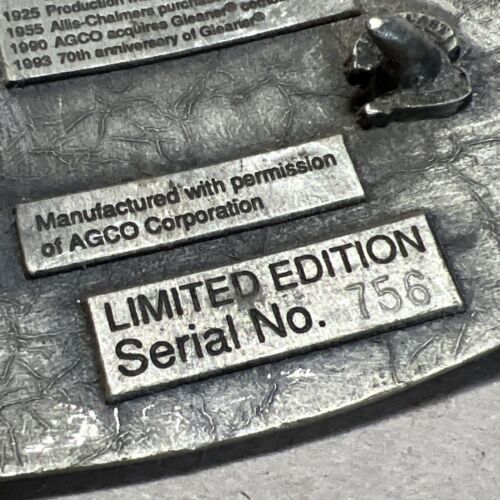 1925 Production
1955 Allis-Chalmers purchas
1990 AGCO acquires Gleaner®
1993 70th anniversary of Gleaner®
Manufactured with permission
of AGCO Corporation
LIMITED EDITION
Serial No. 756